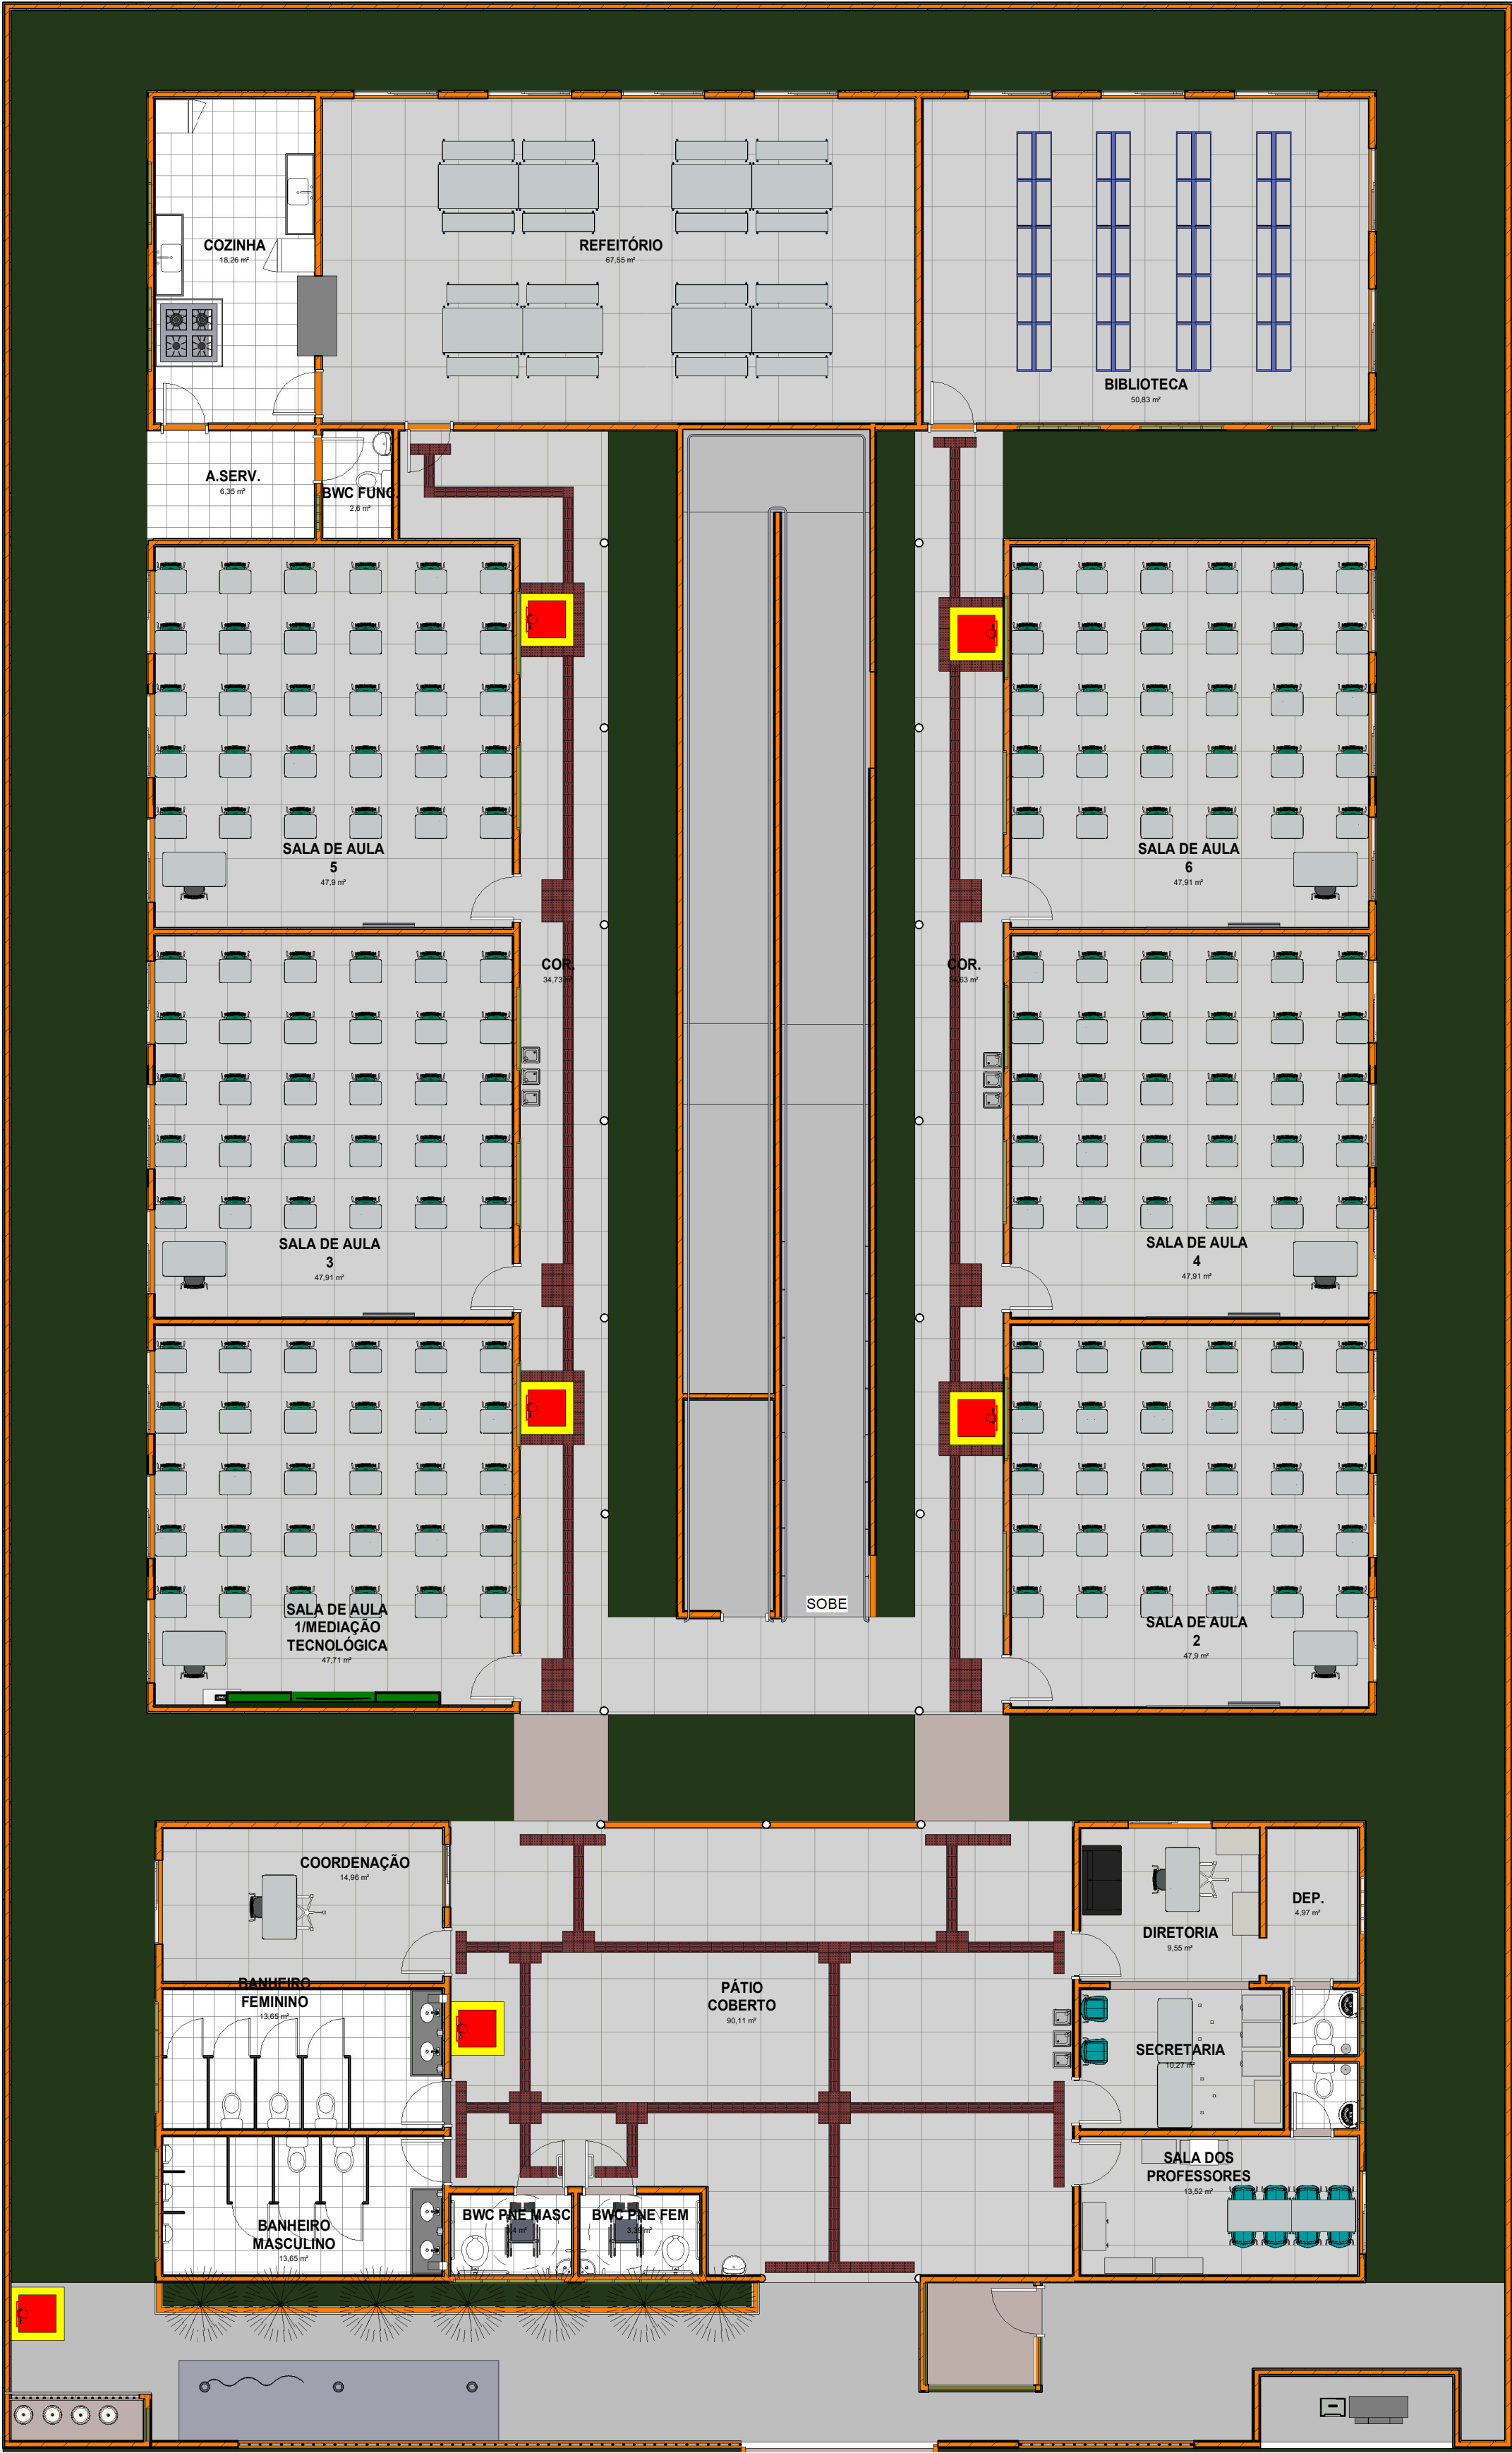 COZINHA
18,26 m²
REFEITÓRIO
67,55 m²
BIBLIOTECA
50,83 m²
A.SERV.
6,35 m²
BWC FUNC.
2,6 m²
SALA DE AULA
5
47,9 m²
SALA DE AULA
6
47,91 m²
COR.
34,73 m²
COR.
SALA DE AULA
3
47,91 m²
SALA DE AULA
4
47,91 m²
SOBE
SALA DE AULA
1/MEDIAÇÃO
TECNOLÓGICA
47,71 m²
SALA DE AULA
2
47,9 m²
COORDENAÇÃO
14,96 m²
DIRETORIA
9,55 m²
DEP.
4,97 m²
BANHEIRO
FEMININO
13,65 m²
PÁTIO
COBERTO
90,11 m²
SECRETARIA
10,27 m²
SALA DOS
PROFESSORES
13,52 m²
BANHEIRO
MASCULINO
13,65 m²
BWC PNE MASC
BWC PNE FEM